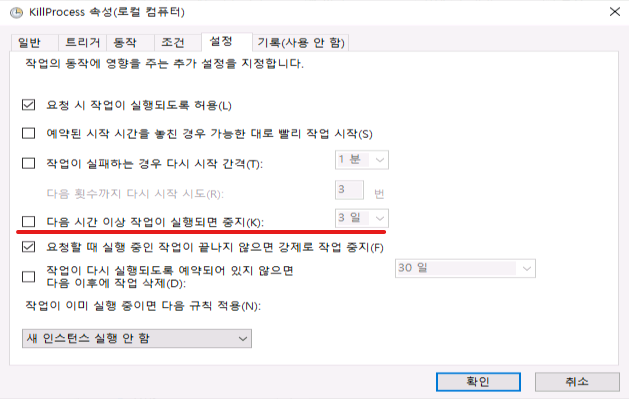 KillProcess 속성(로컬 컴퓨터)
일반 트리거 동작 조건 설정 기록(사용 안 함)
작업의 동작에 영향을 주는 추가 설정을 지정합니다.
요청 시 작업이 실행되도록 허용(L)
예약된 시작 시간을 놓친 경우 가능한 대로 빨리 작업 시작(S)
작업이 실패하는 경우 다시 시작 간격(T): 1 분
다음 횟수까지 다시 시작 시도(R): 3 번
다음 시간 이상 작업이 실행되면 중지(K): 3 일
요청할 때 실행 중인 작업이 끝나지 않으면 강제로 작업 중지(F)
작업이 다시 실행되도록 예약되어 있지 않으면 30 일
다음 이후에 작업 삭제(D):
작업이 이미 실행 중이면 다음 규칙 적용(N):
새 인스턴스 실행 안 함
확인 취소